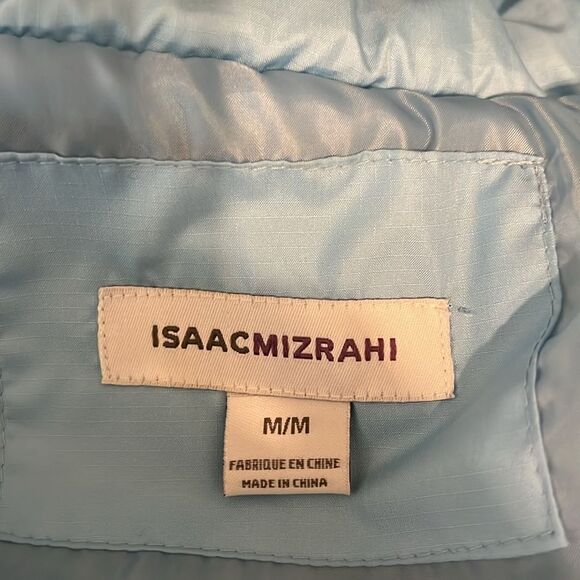 ISAACMIZRAHI
M/M
FABRIQUE EN CHINE
MADE IN CHINA